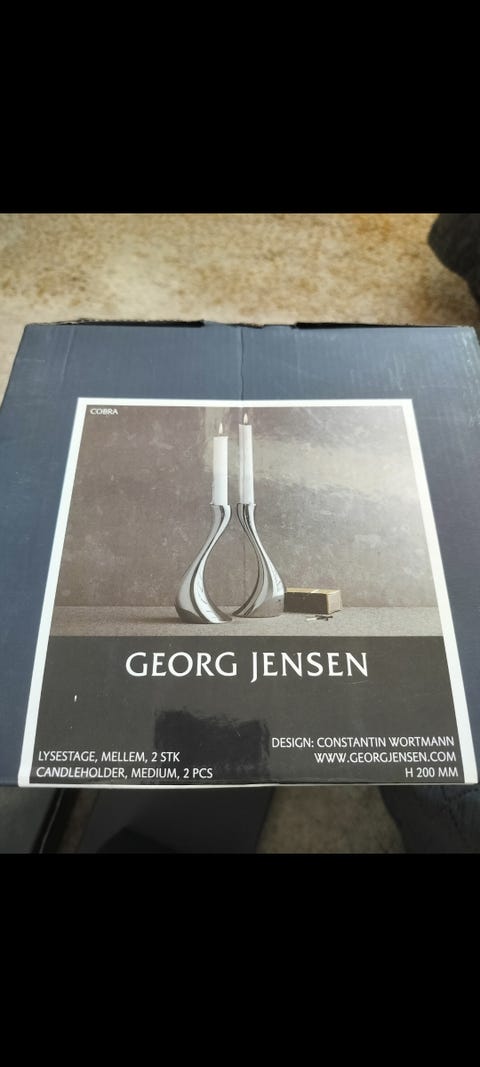 COBRA
GEORG JENSEN
LYSESTAGE, MELLEM, 2 STK
CANDLEHOLDER, MEDIUM, 2 PCS
DESIGN: CONSTANTIN WORTMANN
WWW.GEORGJENSEN.COM
H 200 MM